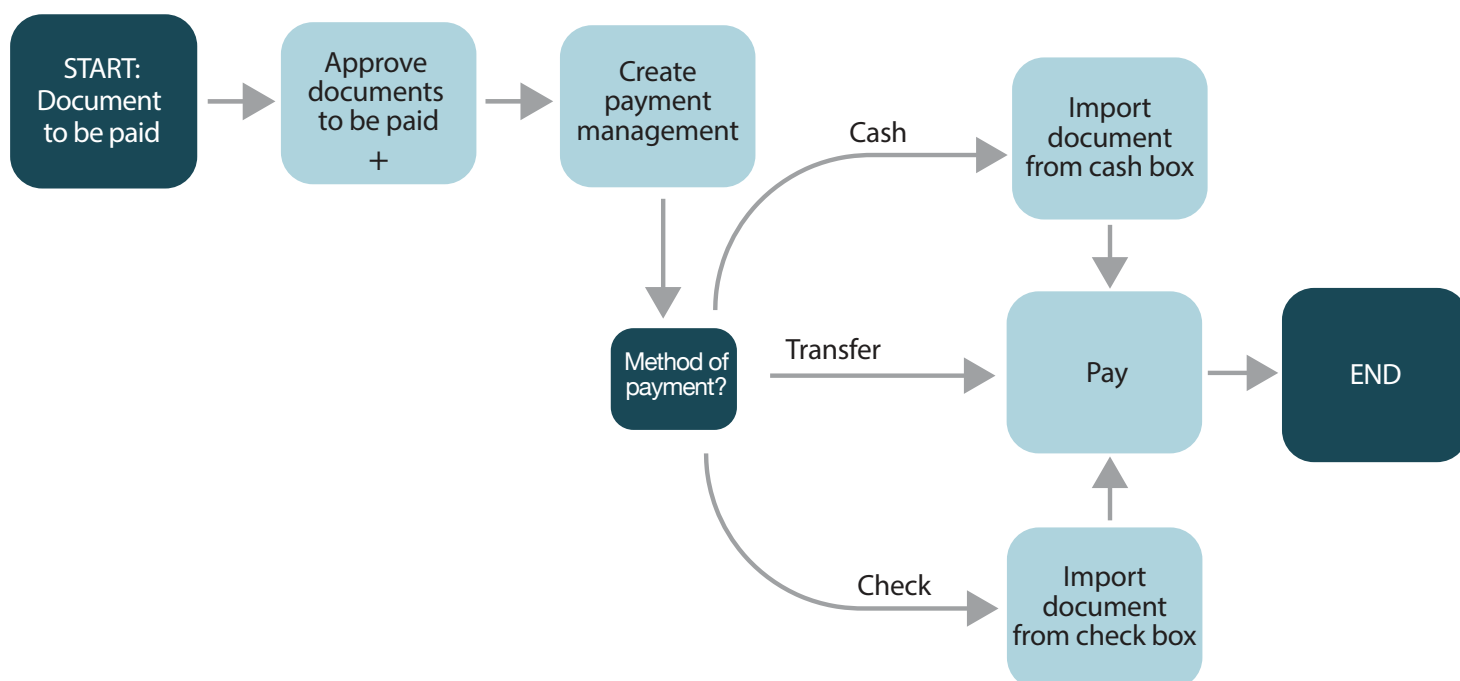 START:
Document
to be paid
Approve
documents
to be paid
+
Create
payment
management
Cash
Import
document
from cash box
Method of
payment?
Transfer
Pay
END
Check
Import
document
from check box